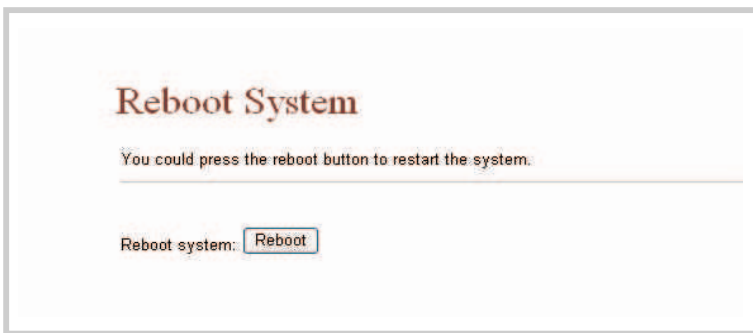 Reboot System
You could press the reboot button to restart the system.
Reboot system: Reboot